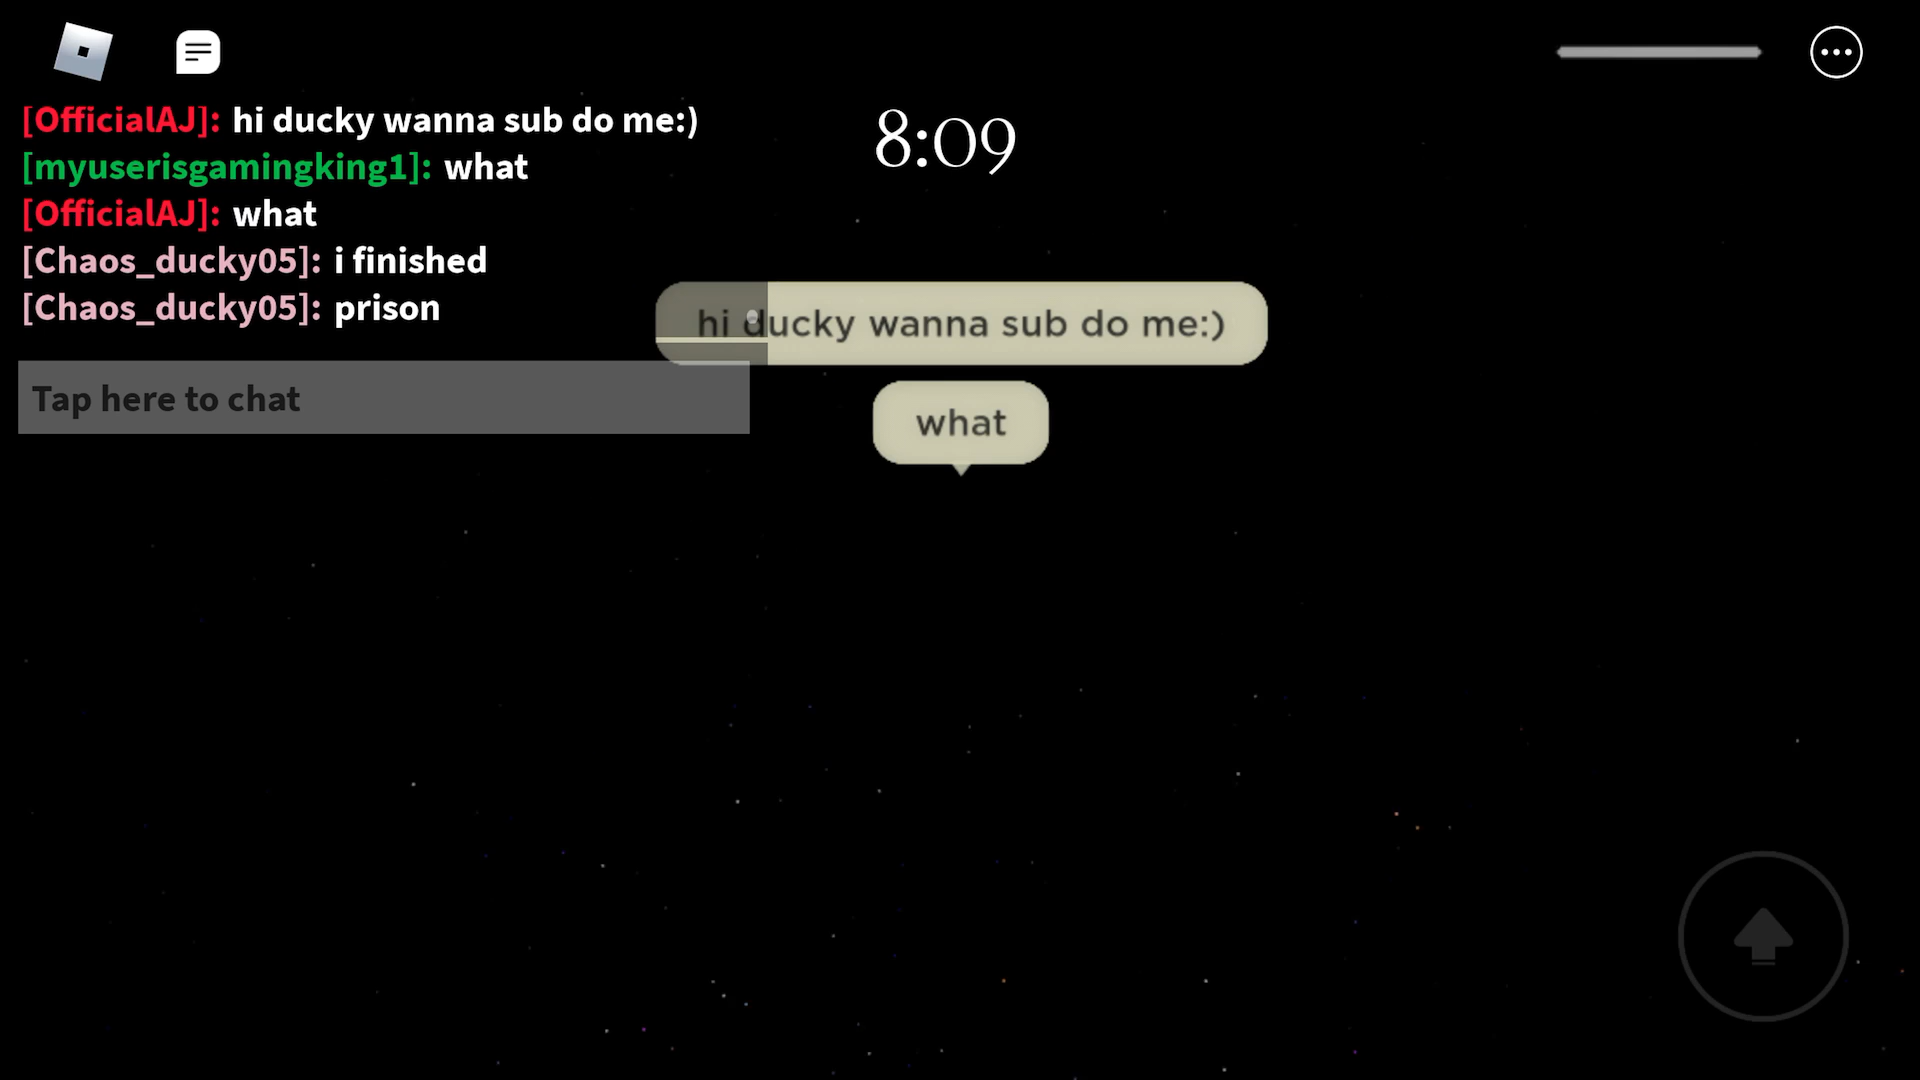 [OfficialAJ]: hi ducky wanna sub do me:)
[myuserisgamingking1]: what
[OfficialAJ]: what
[Chaos_ducky05]: i finished
[Chaos_ducky05]: prison
Tap here to chat
8:09
hi ducky wanna sub do me:)
what